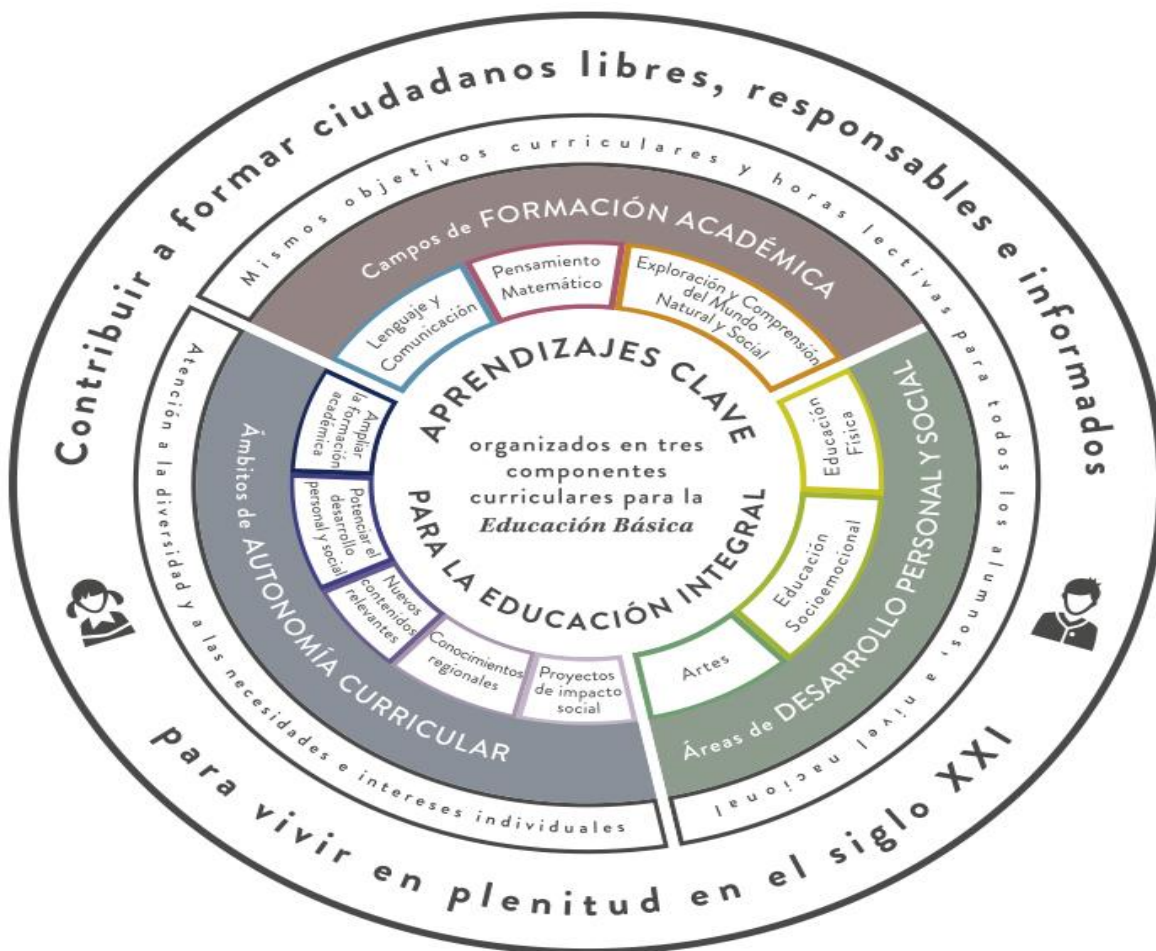 Contribuir a formar ciudadanos libres, responsables e informados
para vivir en plenitud en el siglo XXI
Mismos objetivos curriculares y horas lectivas para todos los alumnos, a nivel nacional
Campos de FORMACIÓN ACADÉMICA
Lenguaje y
Comunicación
Pensamiento
Matemático
Exploración y Comprensión
del Mundo
Natural y Social
Áreas de DESARROLLO PERSONAL Y SOCIAL
Educación
Física
Educación
Socioemocional
Artes
Atención a la diversidad y a las necesidades e intereses individuales
Ámbitos de AUTONOMÍA CURRICULAR
Ampliar
la formación
académica
Potenciar el
desarrollo
personal y social
Nuevos
contenidos
relevantes
Conocimientos
regionales
Proyectos
de impacto
social
APRENDIZAJES CLAVE
organizados en tres
componentes
curriculares para la
Educación Básica
PARA LA EDUCACIÓN INTEGRAL